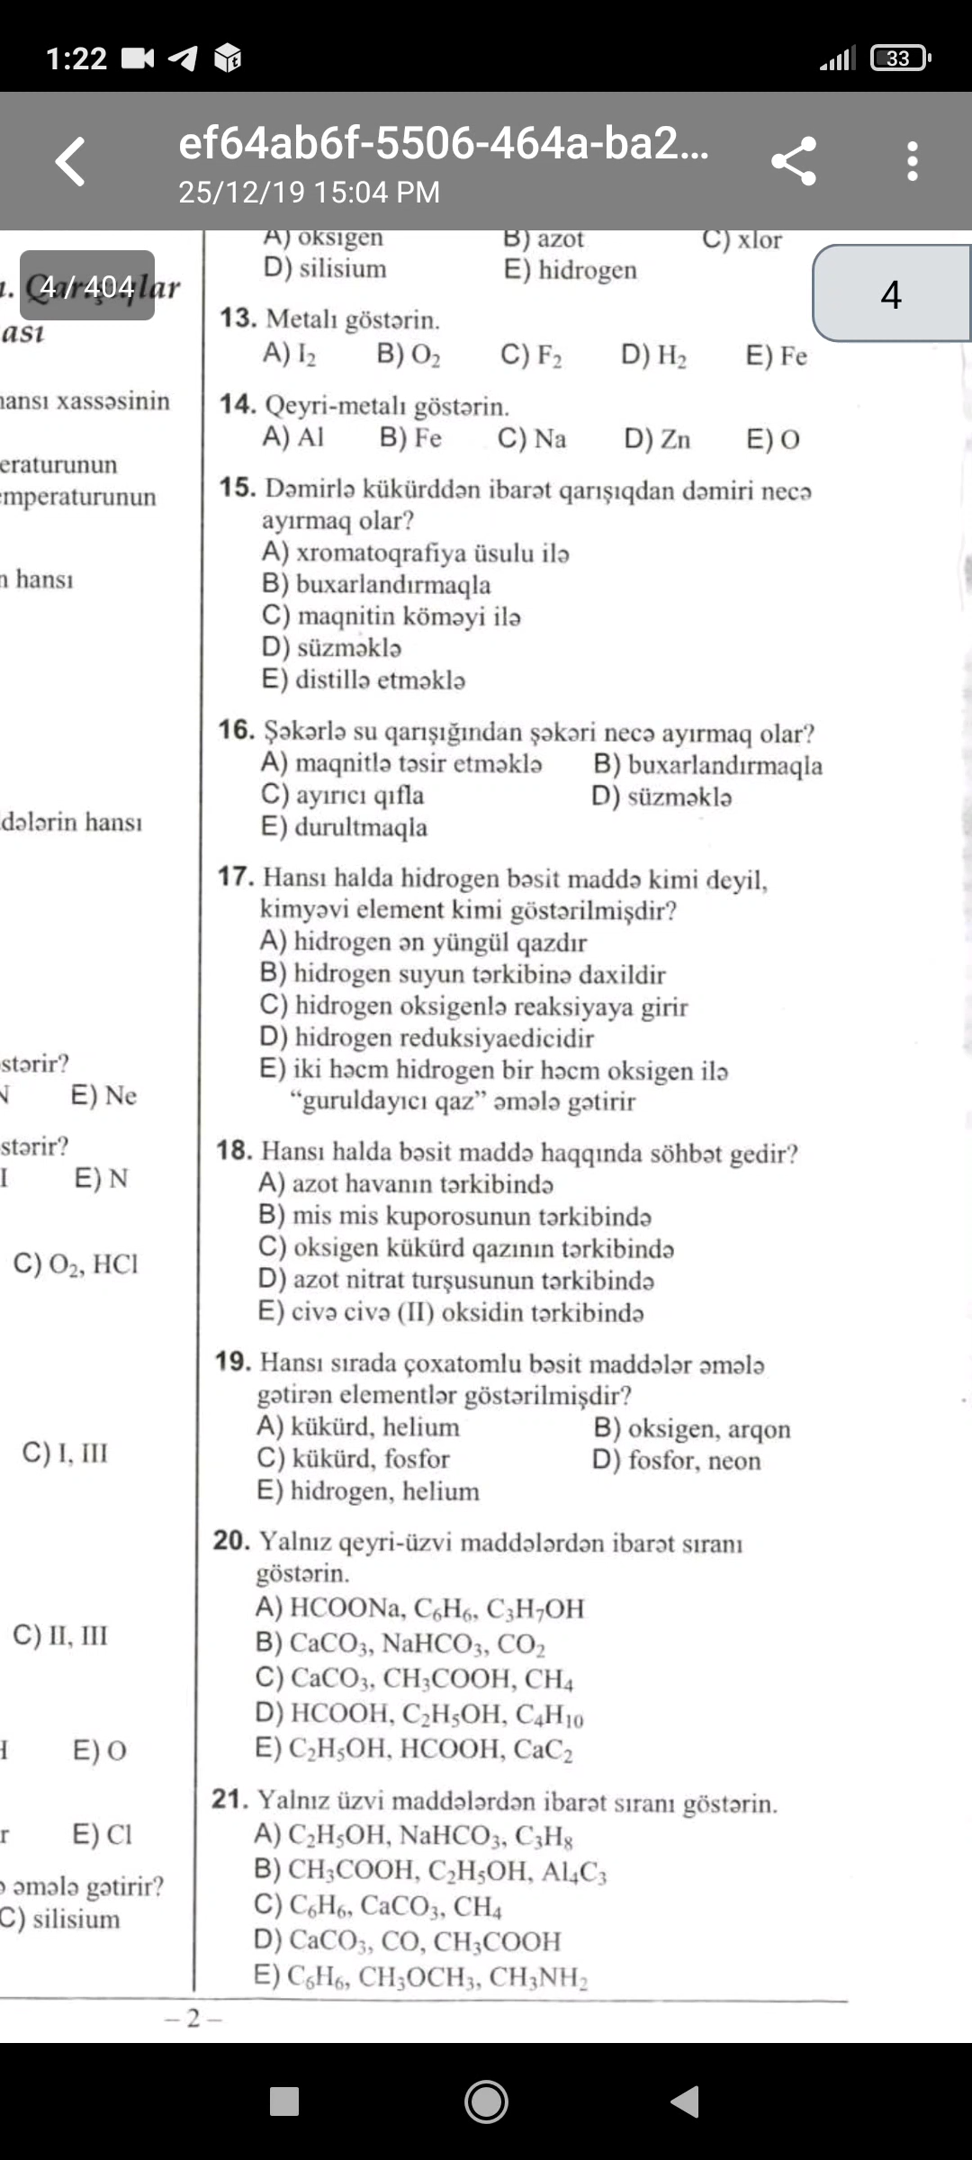 1:22
33
ef64ab6f-5506-464a-ba2...
25/12/19 15:04 PM
4 / 404
4
ası
hansı xassəsinin
eraturunun
emperaturunun
n hansı
dələrin hansı
stərir?
E) Ne
stərir?
E) N
C) O₂, HCl
C) I, III
C) II, III
E) O
E) Cl
əmələ gətirir?
C) silisium
A) oksigen B) azot C) xlor
D) silisium E) hidrogen
13. Metalı göstərin.
A) I₂ B) O₂ C) F₂ D) H₂ E) Fe
14. Qeyri-metalı göstərin.
A) Al B) Fe C) Na D) Zn E) O
15. Dəmirlə kükürddən ibarət qarışıqdan dəmiri necə
ayırmaq olar?
A) xromatoqrafiya üsulu ilə
B) buxarlandırmaqla
C) maqnitin köməyi ilə
D) süzməklə
E) distillə etməklə
16. Şəkərlə su qarışığından şəkəri necə ayırmaq olar?
A) maqnitlə təsir etməklə B) buxarlandırmaqla
C) ayırıcı qıfla D) süzməklə
E) durultmaqla
17. Hansı halda hidrogen bəsit maddə kimi deyil,
kimyəvi element kimi göstərilmişdir?
A) hidrogen ən yüngül qazdır
B) hidrogen suyun tərkibinə daxildir
C) hidrogen oksigenlə reaksiyaya girir
D) hidrogen reduksiyaedicidir
E) iki həcm hidrogen bir həcm oksigen ilə
“guruldayıcı qaz” əmələ gətirir
18. Hansı halda bəsit maddə haqqında söhbət gedir?
A) azot havanın tərkibində
B) mis mis kuporosunun tərkibində
C) oksigen kükürd qazının tərkibində
D) azot nitrat turşusunun tərkibində
E) civə civə (II) oksidin tərkibində
19. Hansı sırada çoxatomlu bəsit maddələr əmələ
gətirən elementlər göstərilmişdir?
A) kükürd, helium B) oksigen, arqon
C) kükürd, fosfor D) fosfor, neon
E) hidrogen, helium
20. Yalnız qeyri-üzvi maddələrdən ibarət sıranı
göstərin.
A) HCOONa, C₆H₆, C₃H₇OH
B) CaCO₃, NaHCO₃, CO₂
C) CaCO₃, CH₃COOH, CH₄
D) HCOOH, C₂H₅OH, C₄H₁₀
E) C₂H₅OH, HCOOH, CaC₂
21. Yalnız üzvi maddələrdən ibarət sıranı göstərin.
A) C₂H₅OH, NaHCO₃, C₃H₈
B) CH₃COOH, C₂H₅OH, Al₄C₃
C) C₆H₆, CaCO₃, CH₄
D) CaCO₃, CO, CH₃COOH
E) C₆H₆, CH₃OCH₃, CH₃NH₂
– 2 –